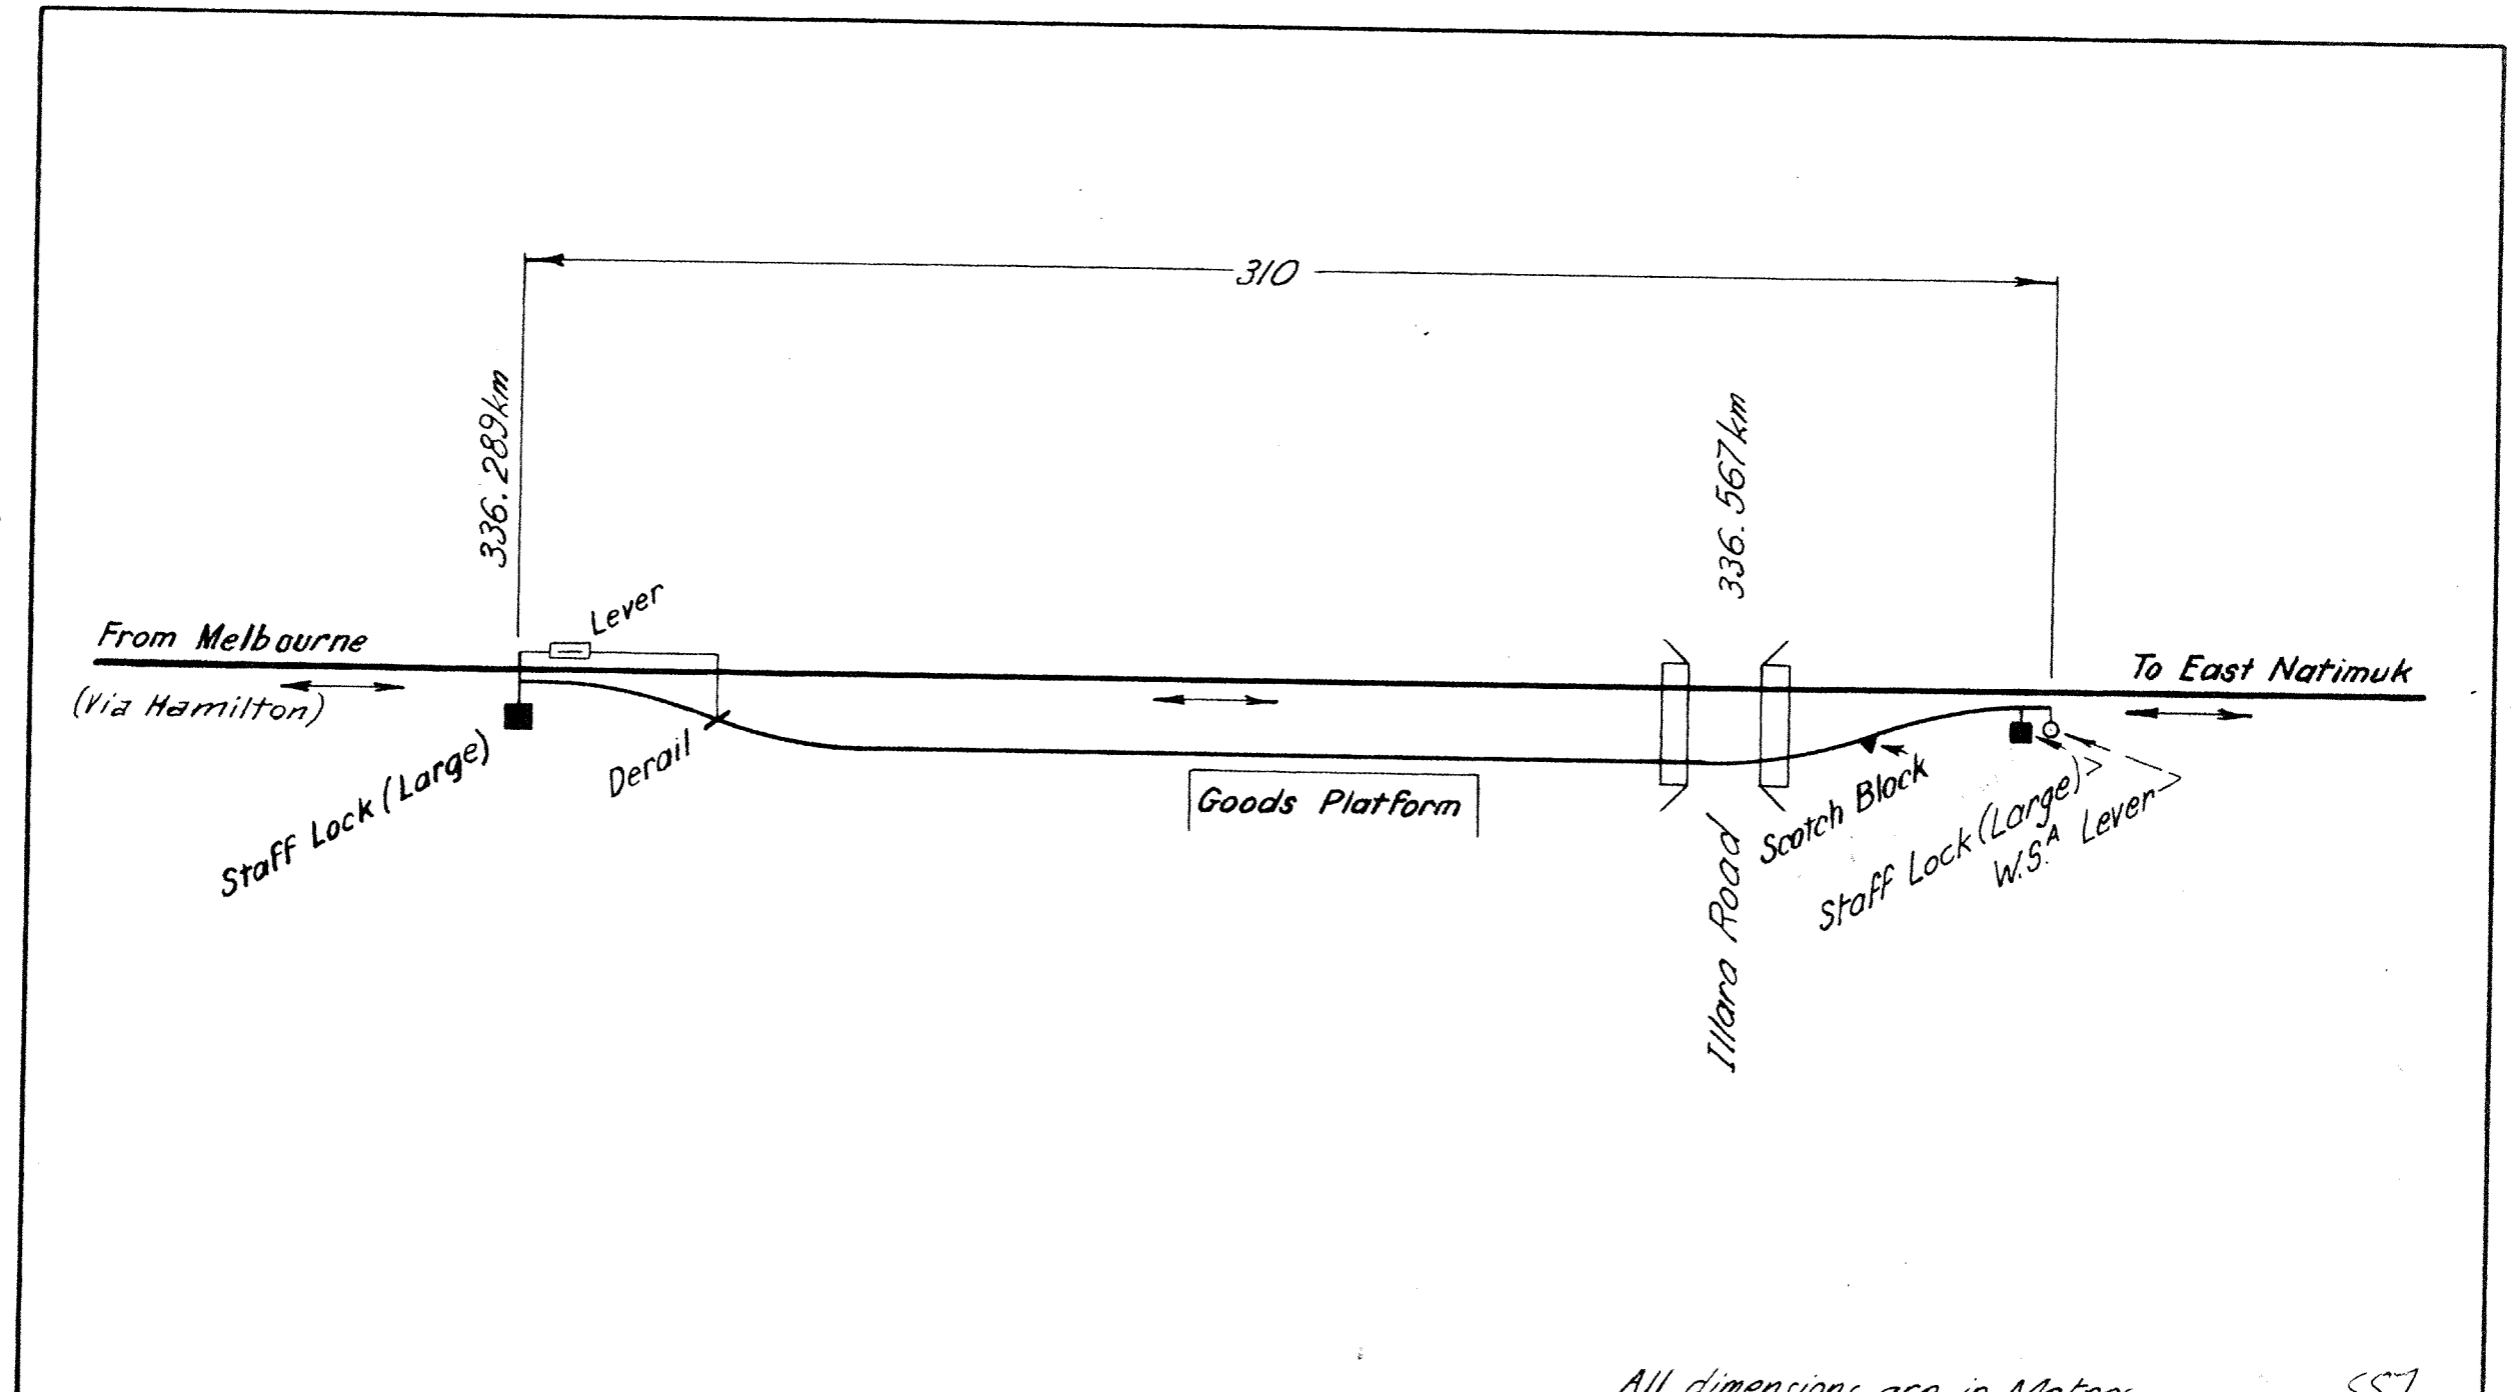 310
336.289km
336.567km
Lever
From Melbourne
(Via Hamilton)
To East Natimuk
Staff Lock (Large)
Derail
Goods Platform
Illara Road
Scotch Block
Staff Lock (Large)
W.S.A Lever
All dimensions are in